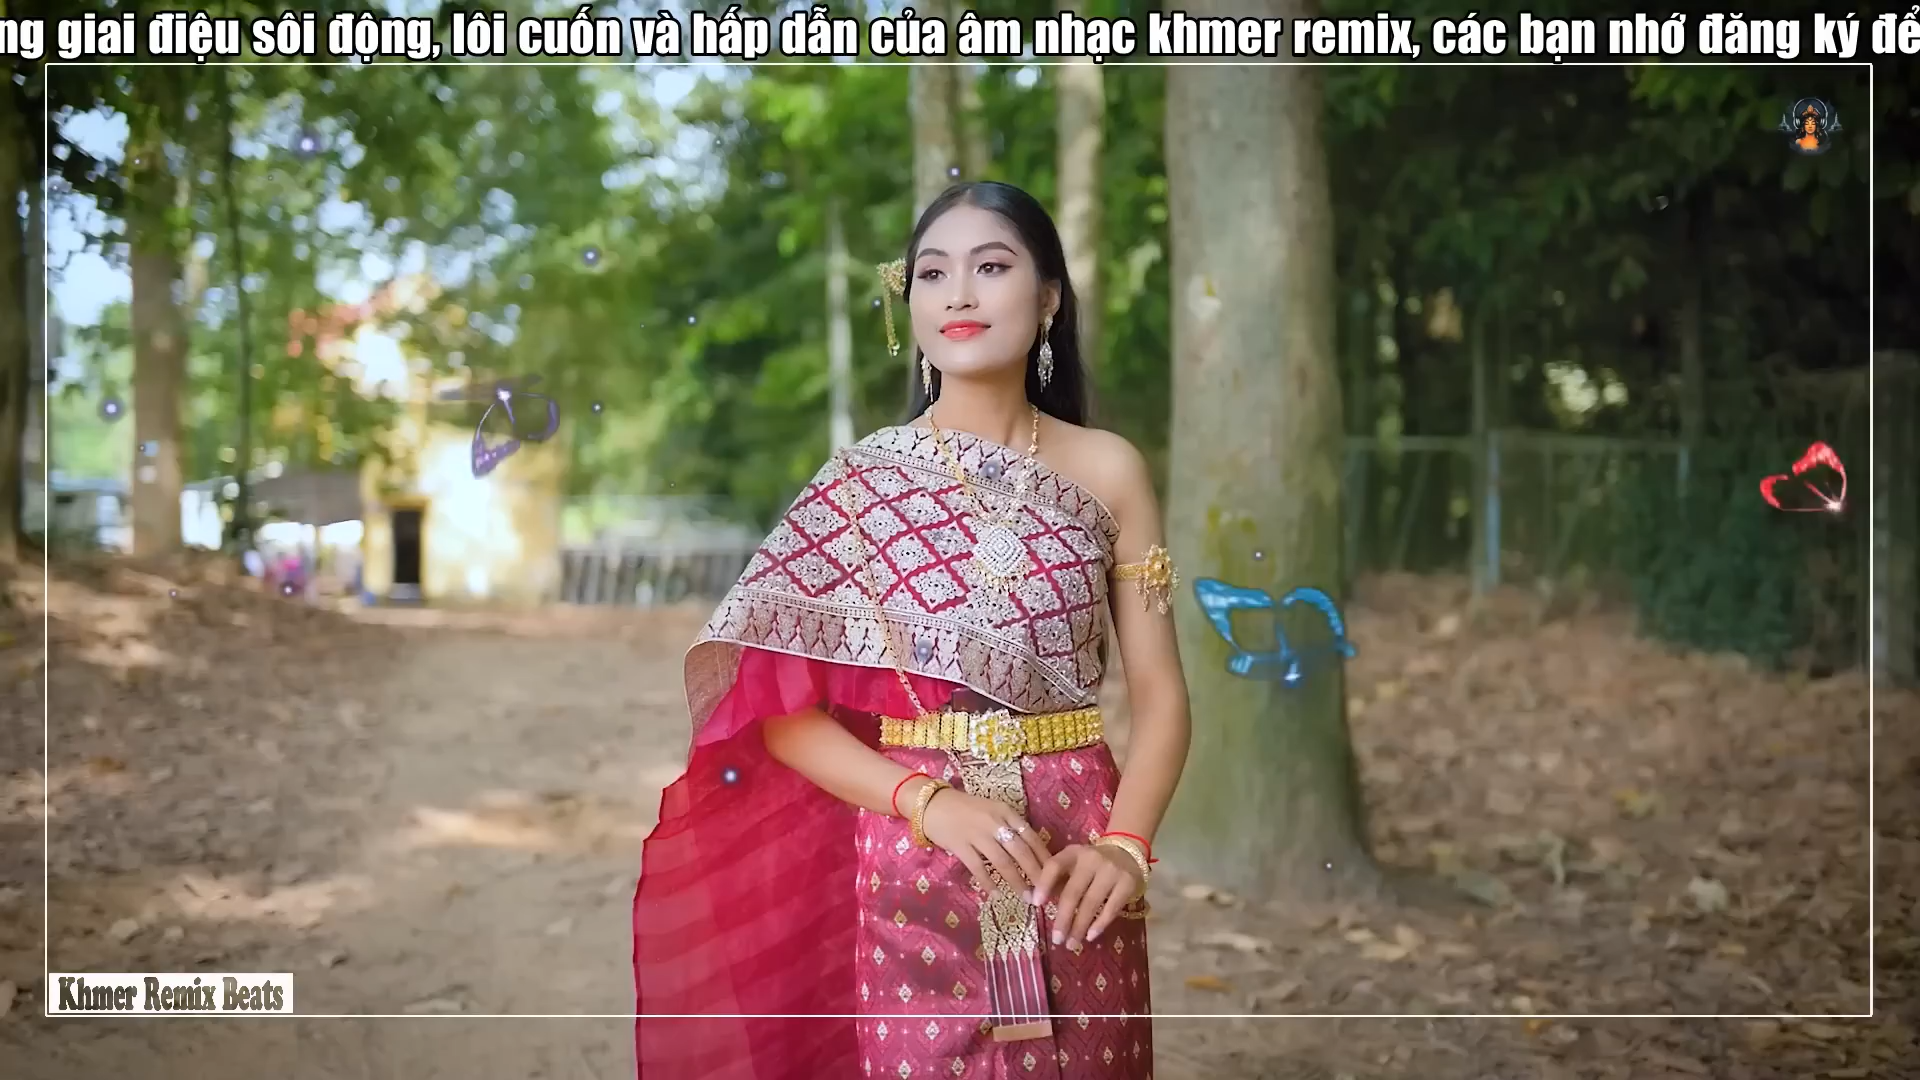 ng giai điệu sôi động, lôi cuốn và hấp dẫn của âm nhạc khmer remix, các bạn nhớ đăng ký để
Khmer Remix Beats